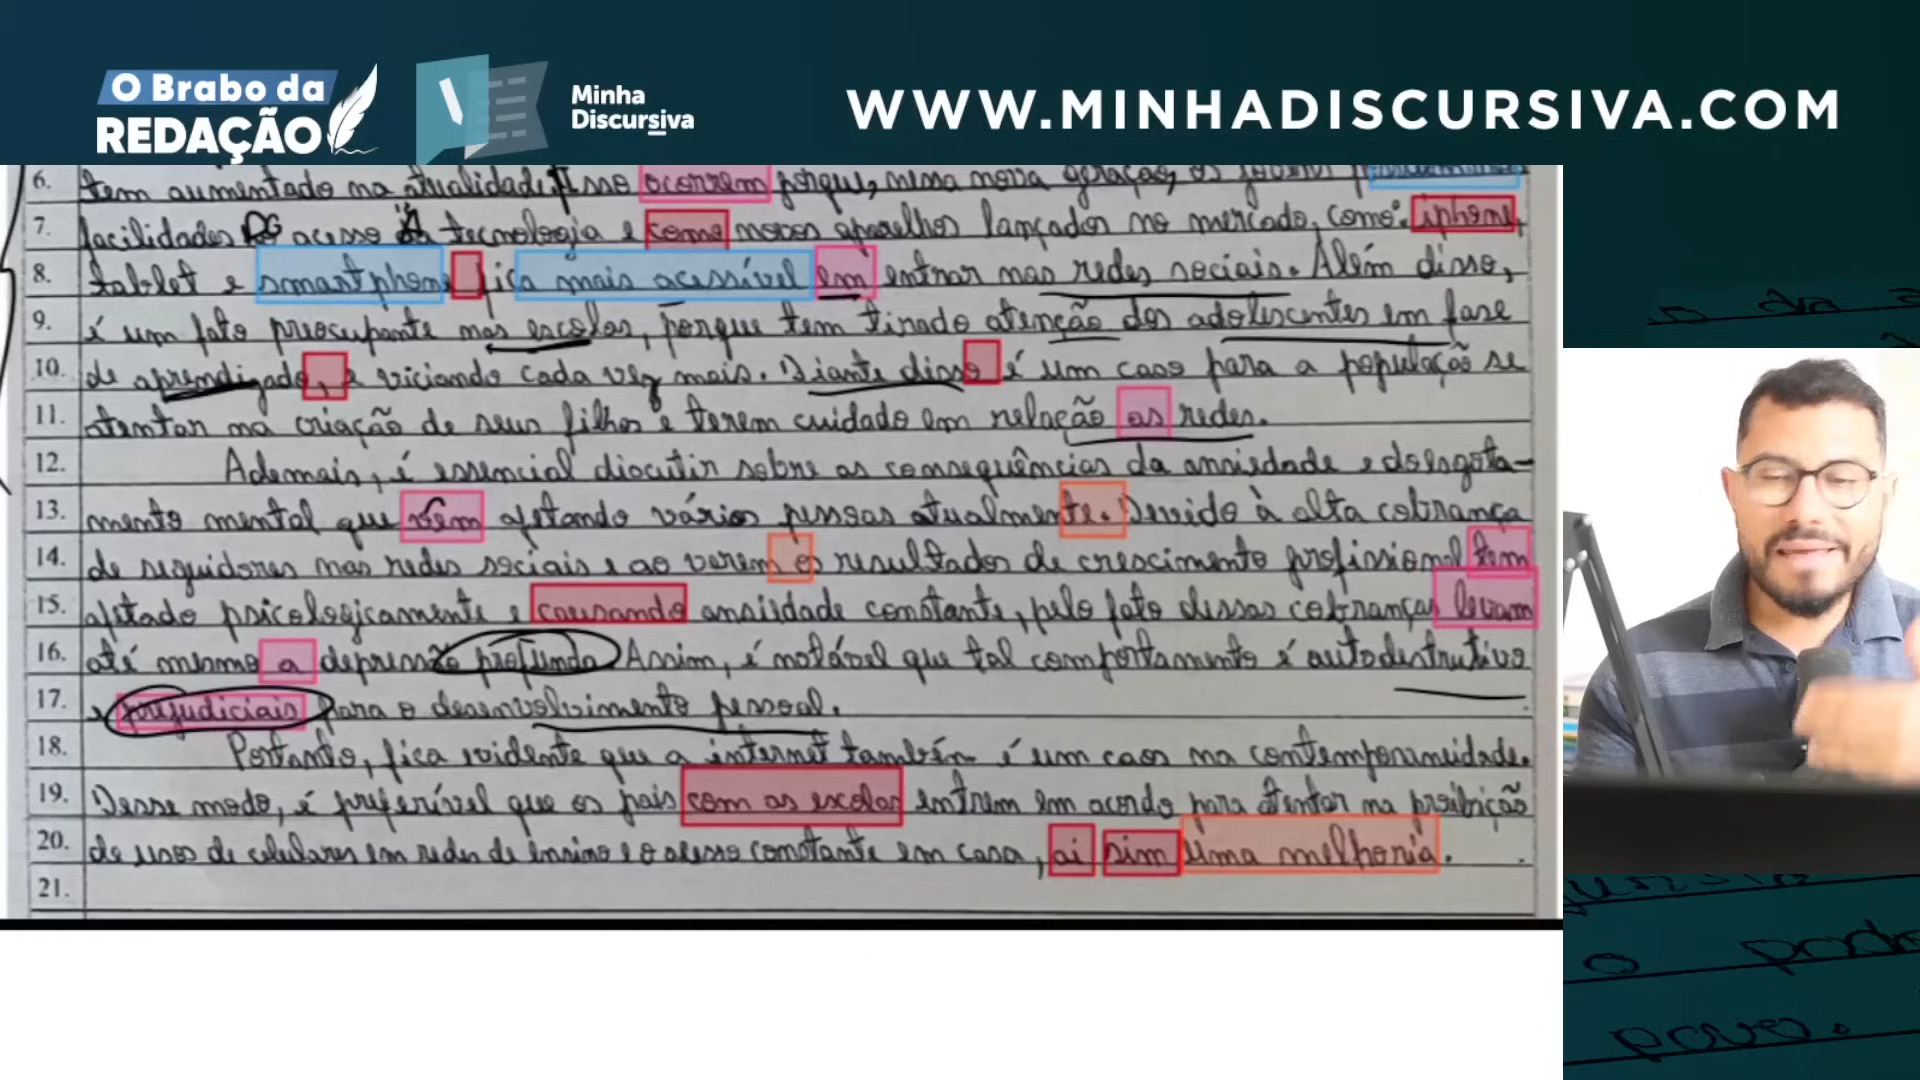 O Brabo da
REDAÇÃO
Minha
Discursiva
WWW.MINHADISCURSIVA.COM
6. tem aumentado na atualidade. Isso ocorrem porque, nessa nova geração, os jovens
7. facilidades DG acesso À tecnologia e como novos aparelhos lançados no mercado, como: iphone,
8. tablet e smartphone fica mais acessível em entrar nas redes sociais. Além disso,
9. é um fato preocupante nas escolas, porque tem tirado atenção dos adolescentes em fase
10. de aprendizado, e viciando cada vez mais. Diante disso é um caso para a população se
11. atentar na criação de seus filhos e terem cuidado em relação as redes.
12. Ademais, é essencial discutir sobre as consequências da ansiedade e do esgota-
13. mento mental que vem afetando várias pessoas atualmente. Devido à alta cobrança
14. de seguidores nas redes sociais e ao verem o resultados de crescimento profissional tem
15. afetado psicologicamente e causando ansiedade constante, pelo fato dessas cobranças levam
16. até mesmo a depressão profunda. Assim, é notável que tal comportamento é autodestrutivo
17. e prejudiciais para o desenvolvimento pessoal.
18. Portanto, fica evidente que a internet também é um caos na contemporaneidade.
19. Desse modo, é preferível que os pais com as escolas entrem em acordo para tentar na proibição
20. de usos de celulares em redes de ensino e o acesso constante em casa, ai sim uma melhoria.
21.
o
povo.